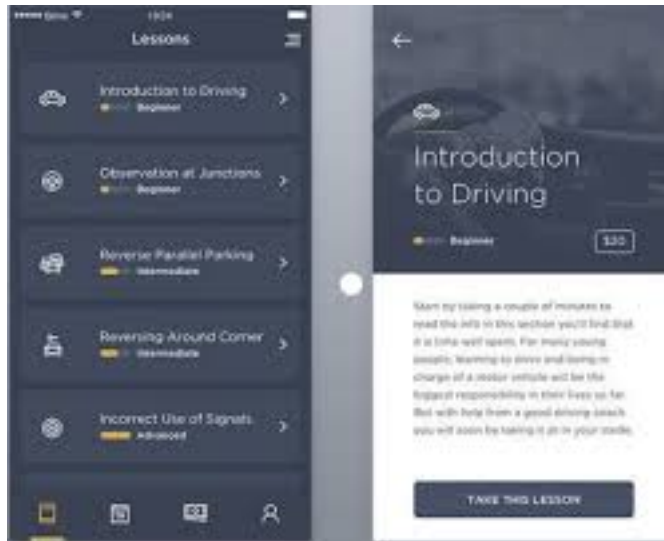 19:24
Lessons
Introduction to Driving
Beginner
Observation at Junctions
Beginner
Reverse Parallel Parking
Intermediate
Reversing Around Corner
Intermediate
Incorrect Use of Signals
Advanced
Introduction
to Driving
Beginner
$20
Start by taking a couple of minutes to
read the info in this section you'll find that
it is time well spent. For many young
people, learning to drive and being in
charge of a motor vehicle will be the
biggest responsibility in their lives so far.
But with help from a good driving coach
you will soon be taking it all in your stride.
TAKE THIS LESSON